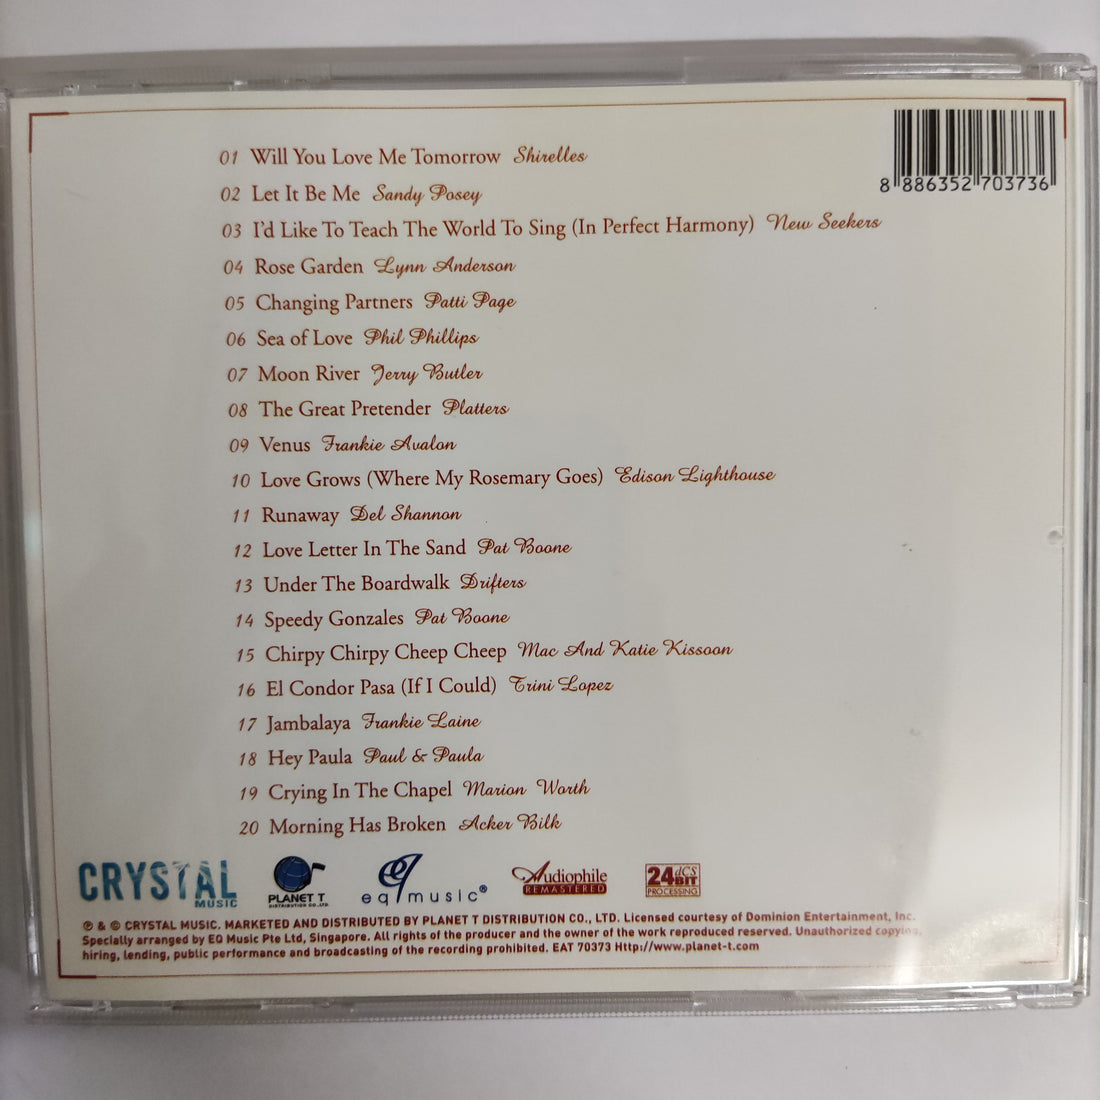 01 Will You Love Me Tomorrow Shirelles
02 Let It Be Me Sandy Posey
03 I'd Like To Teach The World To Sing (In Perfect Harmony) New Seekers
04 Rose Garden Lynn Anderson
05 Changing Partners Patti Page
06 Sea of Love Phil Phillips
07 Moon River Jerry Butler
08 The Great Pretender Platters
09 Venus Frankie Avalon
10 Love Grows (Where My Rosemary Goes) Edison Lighthouse
11 Runaway Del Shannon
12 Love Letter In The Sand Pat Boone
13 Under The Boardwalk Drifters
14 Speedy Gonzales Pat Boone
15 Chirpy Chirpy Cheep Cheep Mac And Katie Kissoon
16 El Condor Pasa (If I Could) Trini Lopez
17 Jambalaya Frankie Laine
18 Hey Paula Paul & Paula
19 Crying In The Chapel Marion Worth
20 Morning Has Broken Acker Bilk
8 886352 703736
CRYSTAL
MUSIC
PLANET T
DISTRIBUTION CO.,LTD.
eq music®
Audiophile
REMASTERED
24 dCS
BIT
PROCESSING
℗ & © CRYSTAL MUSIC. MARKETED AND DISTRIBUTED BY PLANET T DISTRIBUTION CO., LTD. Licensed courtesy of Dominion Entertainment, Inc.
Specially arranged by EQ Music Pte Ltd, Singapore. All rights of the producer and the owner of the work reproduced reserved. Unauthorized copying,
hiring, lending, public performance and broadcasting of the recording prohibited. EAT 70373 Http://www.planet-t.com